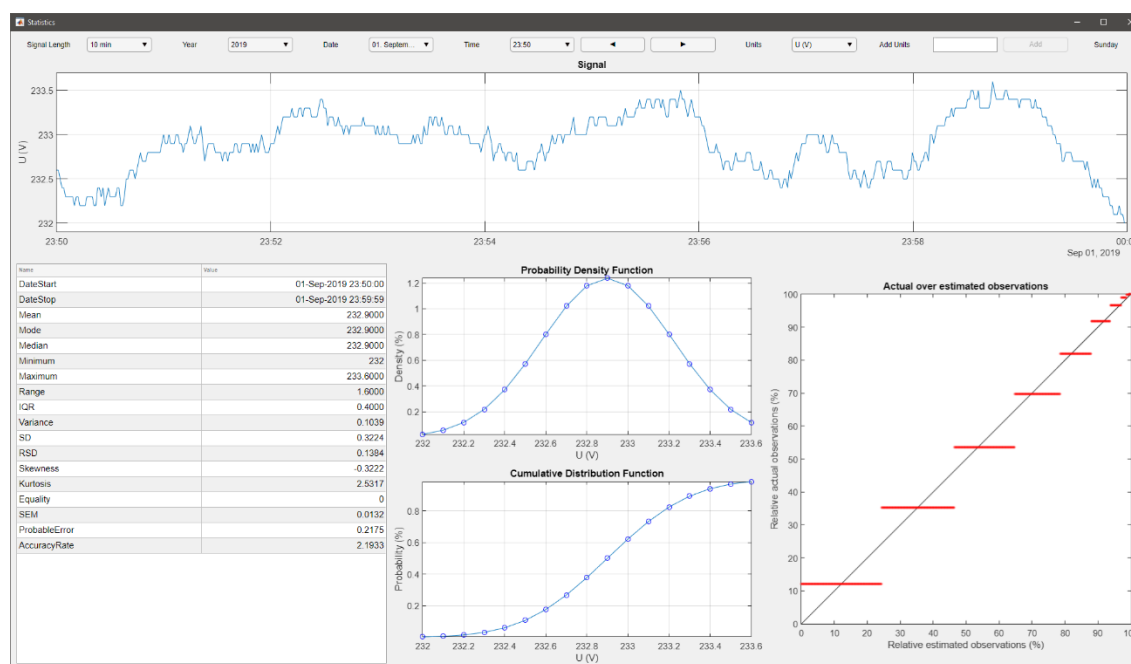 Statistics
Signal Length 10 min Year 2019 Date 01. Septem... Time 23:50 Units U (V) Add Units Add Sunday
Signal
233.5
233
232.5
232
U (V)
23:50 23:52 23:54 23:56 23:58 00:0
Sep 01, 2019
Name Value
DateStart 01-Sep-2019 23:50:00
DateStop 01-Sep-2019 23:59:59
Mean 232.9000
Mode 232.9000
Median 232.9000
Minimum 232
Maximum 233.6000
Range 1.6000
IQR 0.4000
Variance 0.1039
SD 0.3224
RSD 0.1384
Skewness -0.3222
Kurtosis 2.5317
Equality 0
SEM 0.0132
ProbableError 0.2175
AccuracyRate 2.1933
Probability Density Function
1.2
1
0.8
0.6
0.4
0.2
Density (%)
232 232.2 232.4 232.6 232.8 233 233.2 233.4 233.6
U (V)
Cumulative Distribution Function
0.8
0.6
0.4
0.2
Probability (%)
232 232.2 232.4 232.6 232.8 233 233.2 233.4 233.6
U (V)
Actual over estimated observations
100
90
80
70
60
50
40
30
20
10
0
Relative actual observations (%)
0 10 20 30 40 50 60 70 80 90 100
Relative estimated observations (%)